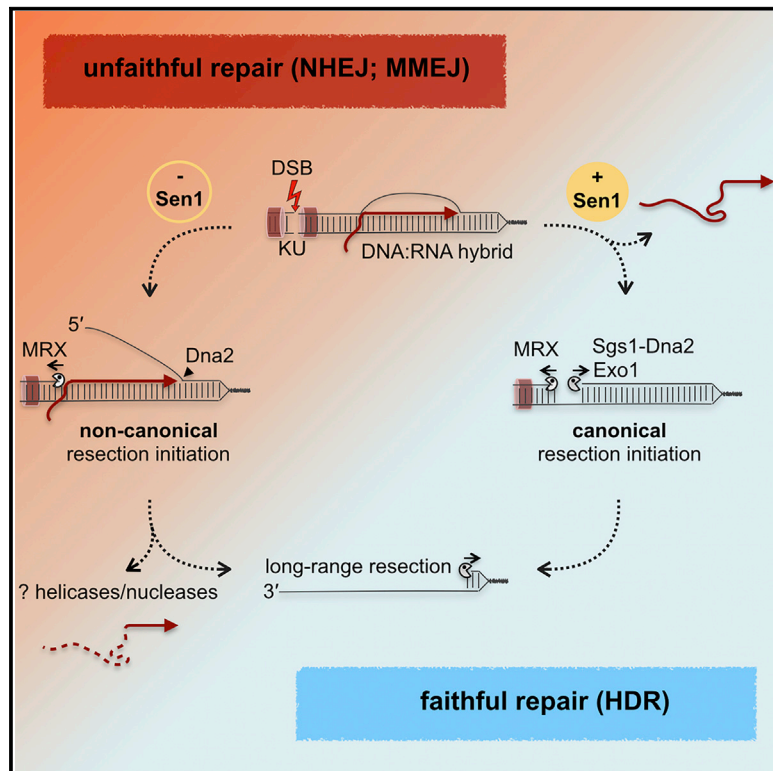 unfaithful repair (NHEJ; MMEJ)
-
Sen1
DSB
+
Sen1
KU
DNA:RNA hybrid
5′
MRX
Dna2
MRX
Sgs1-Dna2
Exo1
non-canonical
resection initiation
canonical
resection initiation
long-range resection
? helicases/nucleases
3′
faithful repair (HDR)